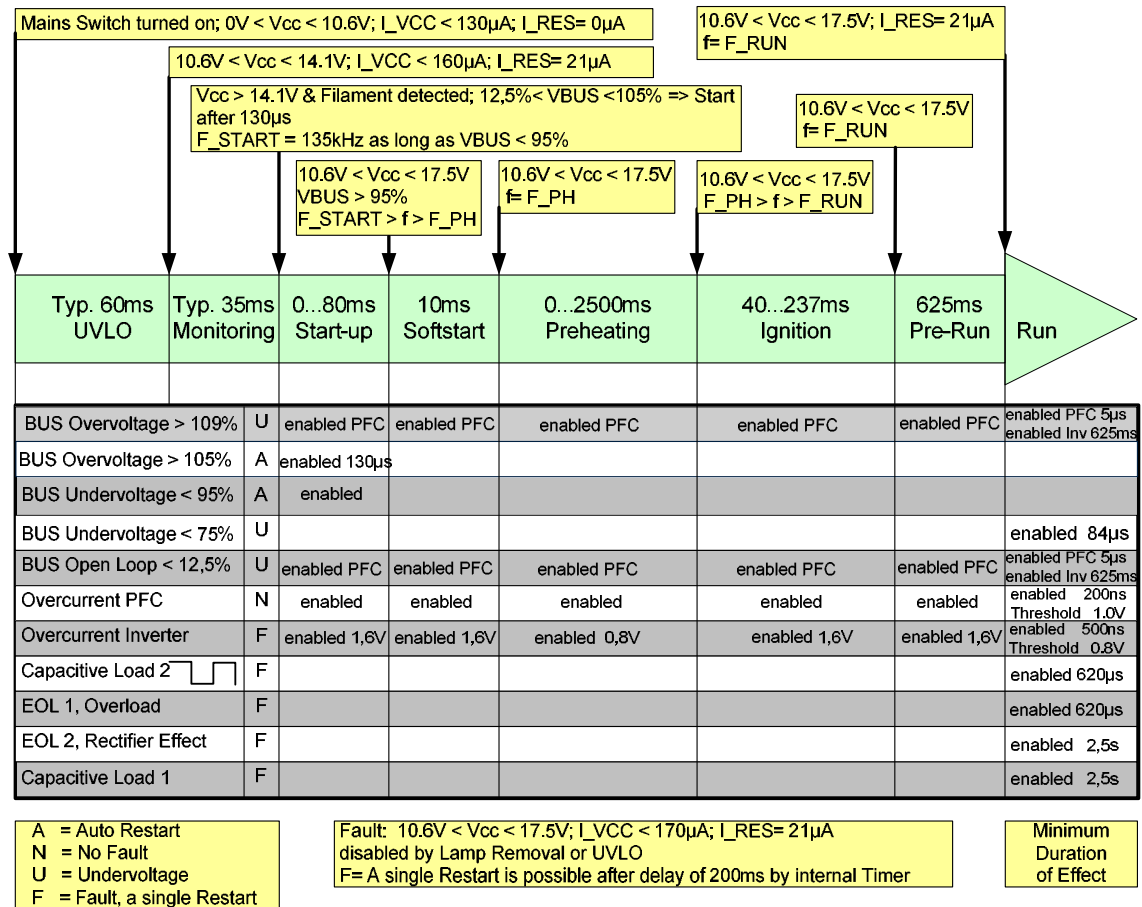 Mains Switch turned on; 0V < Vcc < 10.6V; I_VCC < 130µA; I_RES= 0µA
10.6V < Vcc < 17.5V; I_RES= 21µA
f= F_RUN
10.6V < Vcc < 14.1V; I_VCC < 160µA; I_RES= 21µA
Vcc > 14.1V & Filament detected; 12,5%< VBUS <105% => Start
after 130µs
F_START = 135kHz as long as VBUS < 95%
10.6V < Vcc < 17.5V
f= F_RUN
10.6V < Vcc < 17.5V
VBUS > 95%
F_START > f > F_PH
10.6V < Vcc < 17.5V
f= F_PH
10.6V < Vcc < 17.5V
F_PH > f > F_RUN
Typ. 60ms
UVLO
Typ. 35ms
Monitoring
0...80ms
Start-up
10ms
Softstart
0...2500ms
Preheating
40...237ms
Ignition
625ms
Pre-Run
Run
BUS Overvoltage > 109% U enabled PFC enabled PFC enabled PFC enabled PFC enabled PFC enabled PFC 5µs
enabled Inv 625ms
BUS Overvoltage > 105% A enabled 130µs
BUS Undervoltage < 95% A enabled
BUS Undervoltage < 75% U enabled 84µs
BUS Open Loop < 12,5% U enabled PFC enabled PFC enabled PFC enabled PFC enabled PFC enabled PFC 5µs
enabled Inv 625ms
Overcurrent PFC N enabled enabled enabled enabled enabled enabled 200ns
Threshold 1.0V
Overcurrent Inverter F enabled 1,6V enabled 1,6V enabled 0,8V enabled 1,6V enabled 1,6V enabled 500ns
Threshold 0.8V
Capacitive Load 2 F enabled 620µs
EOL 1, Overload F enabled 620µs
EOL 2, Rectifier Effect F enabled 2,5s
Capacitive Load 1 F enabled 2,5s
A = Auto Restart
N = No Fault
U = Undervoltage
F = Fault, a single Restart
Fault: 10.6V < Vcc < 17.5V; I_VCC < 170µA; I_RES= 21µA
disabled by Lamp Removal or UVLO
F= A single Restart is possible after delay of 200ms by internal Timer
Minimum
Duration
of Effect